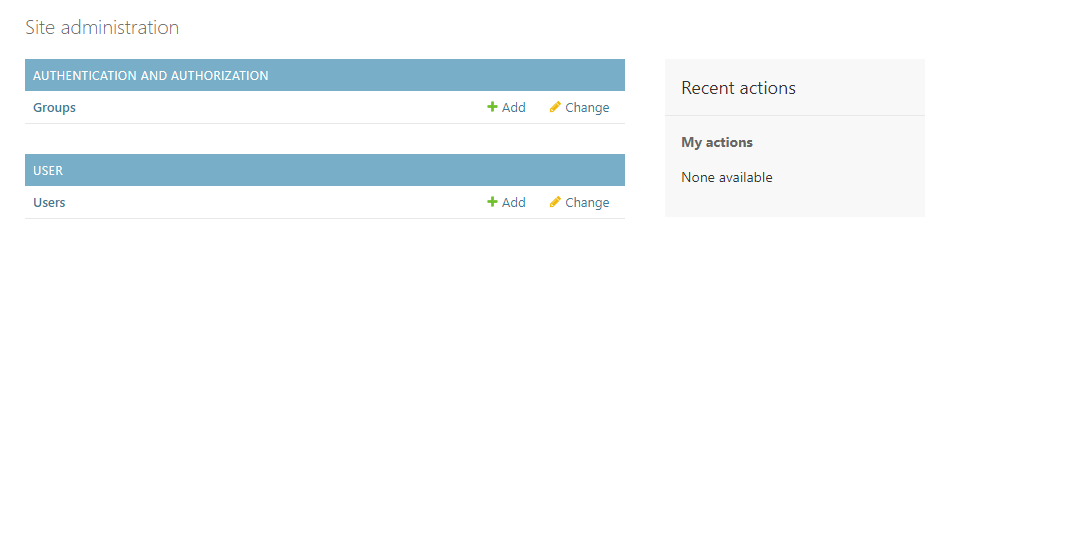 Site administration
AUTHENTICATION AND AUTHORIZATION
Groups Add Change
USER
Users Add Change
Recent actions
My actions
None available